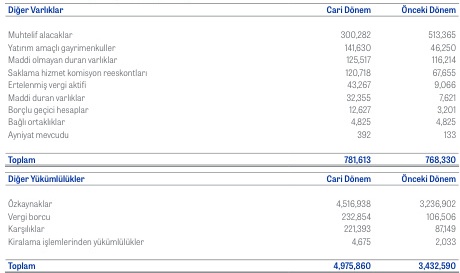 Diğer Varlıklar Cari Dönem Önceki Dönem
Muhtelif alacaklar 300,282 513,365
Yatırım amaçlı gayrimenkuller 141,630 46,250
Maddi olmayan duran varlıklar 125,517 116,214
Saklama hizmet komisyon reeskontları 120,718 67,655
Ertelenmiş vergi aktifi 43,267 9,066
Maddi duran varlıklar 32,355 7,621
Borçlu geçici hesaplar 12,627 3,201
Bağlı ortaklıklar 4,825 4,825
Ayniyat mevcudu 392 133
Toplam 781,613 768,330
Diğer Yükümlülükler Cari Dönem Önceki Dönem
Özkaynaklar 4,516,938 3,236,902
Vergi borcu 232,854 106,506
Karşılıklar 221,393 87,149
Kiralama işlemlerinden yükümlülükler 4,675 2,033
Toplam 4,975,860 3,432,590